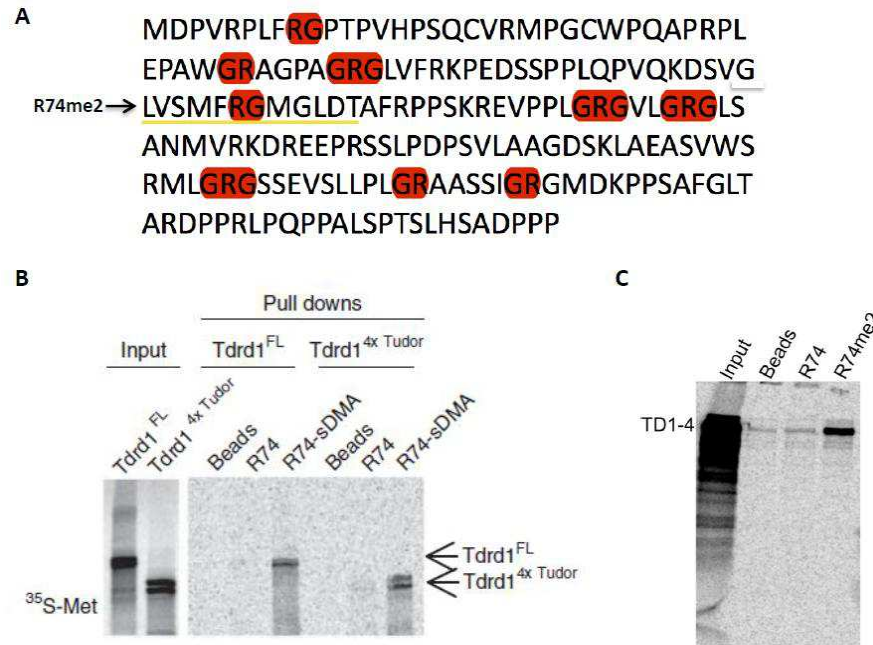 A
MDPVRPLFRGPTPVHPSQCVRMPGCWPQAPRPL
EPAWGRAGPAGRGLVFRKPEDSSPPLQPVQKDSVG
R74me2
LVSMFRGMGLDTAFRPPSKREVPPLGRGVLGRGLS
ANMVRKDREEPRSSLPDPSVLAAGDSKLAEASVWS
RMLGRGSSEVSLLPLGRAASSIGRGMDKPPSAFGLT
ARDPPRLPQPPALSPTSLHSADPPP
B
Pull downs
Input
Tdrd1FL
Tdrd14x Tudor
Tdrd1FL
Tdrd14x Tudor
Beads
R74
R74-sDMA
Beads
R74
R74-sDMA
Tdrd1FL
Tdrd14x Tudor
35S-Met
C
Input
Beads
R74
R74me2
TD1-4